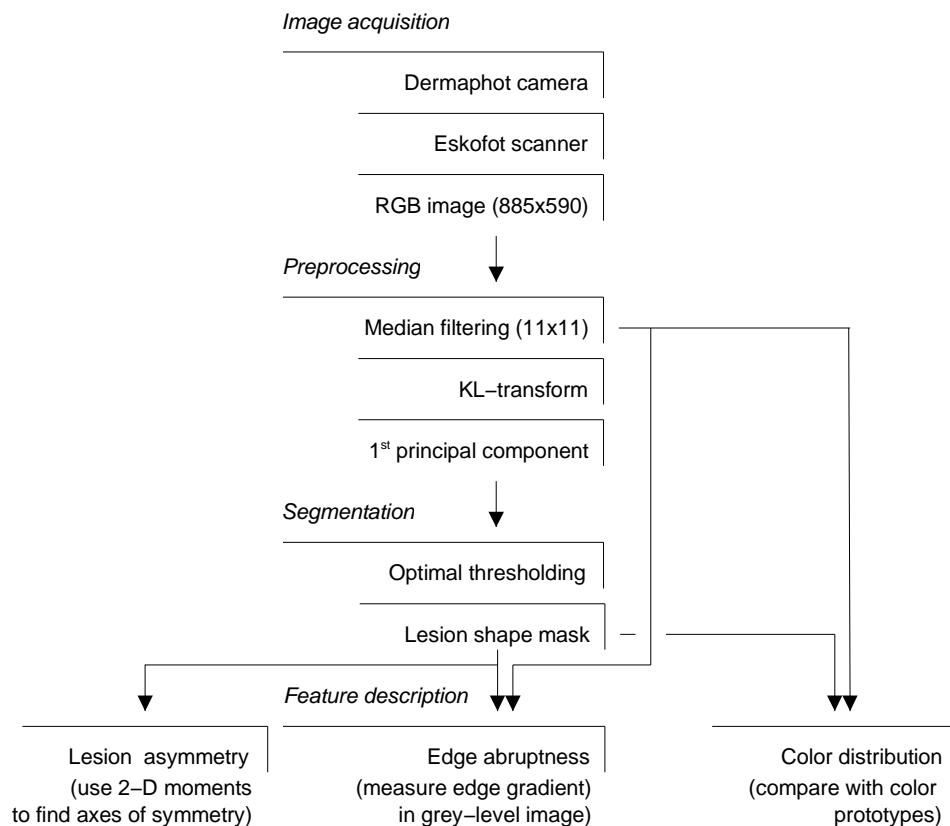 Image acquisition
Dermaphot camera
Eskofot scanner
RGB image (885x590)
Preprocessing
Median filtering (11x11)
KL−transform
1st principal component
Segmentation
Optimal thresholding
Lesion shape mask
Feature description
Lesion asymmetry
(use 2−D moments
to find axes of symmetry)
Edge abruptness
(measure edge gradient)
in grey−level image)
Color distribution
(compare with color
prototypes)